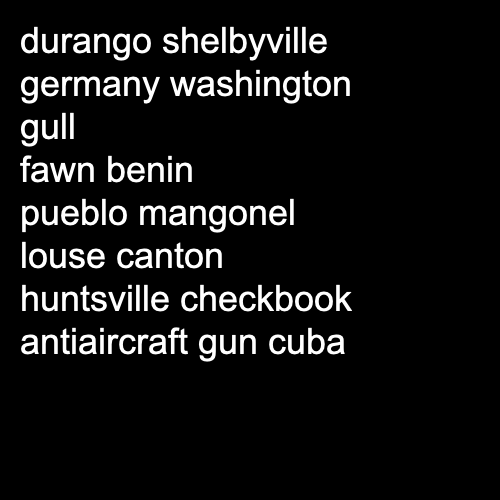 durango shelbyville
germany washington
gull
fawn benin
pueblo mangonel
louse canton
huntsville checkbook
antiaircraft gun cuba